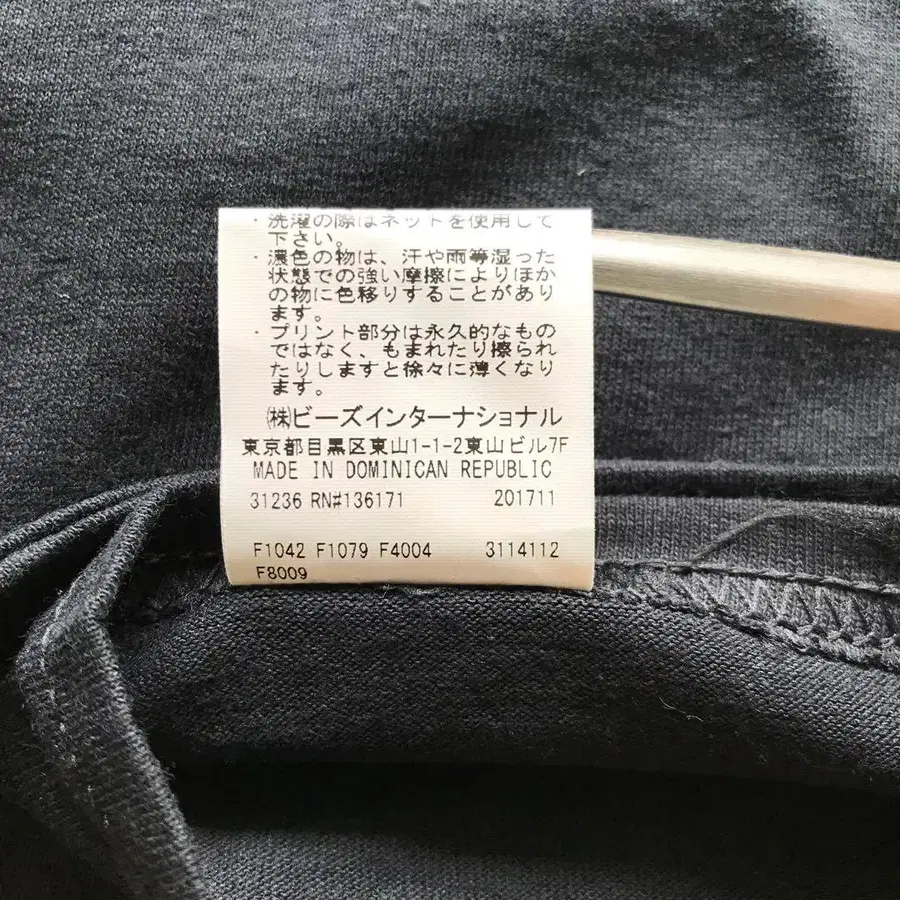 ・洗濯の際はネットを使用して
下さい。
・濃色の物は、汗や雨等湿った
状態での強い摩擦によりほか
の物に色移りすることがあり
ます。
・プリント部分は永久的なもの
ではなく、もまれたり擦られ
たりしますと徐々に薄くなり
ます。
㈱ビーズインターナショナル
東京都目黒区東山1-1-2東山ビル7F
MADE IN DOMINICAN REPUBLIC
31236 RN#136171 201711
F1042 F1079 F4004 3114112
F8009